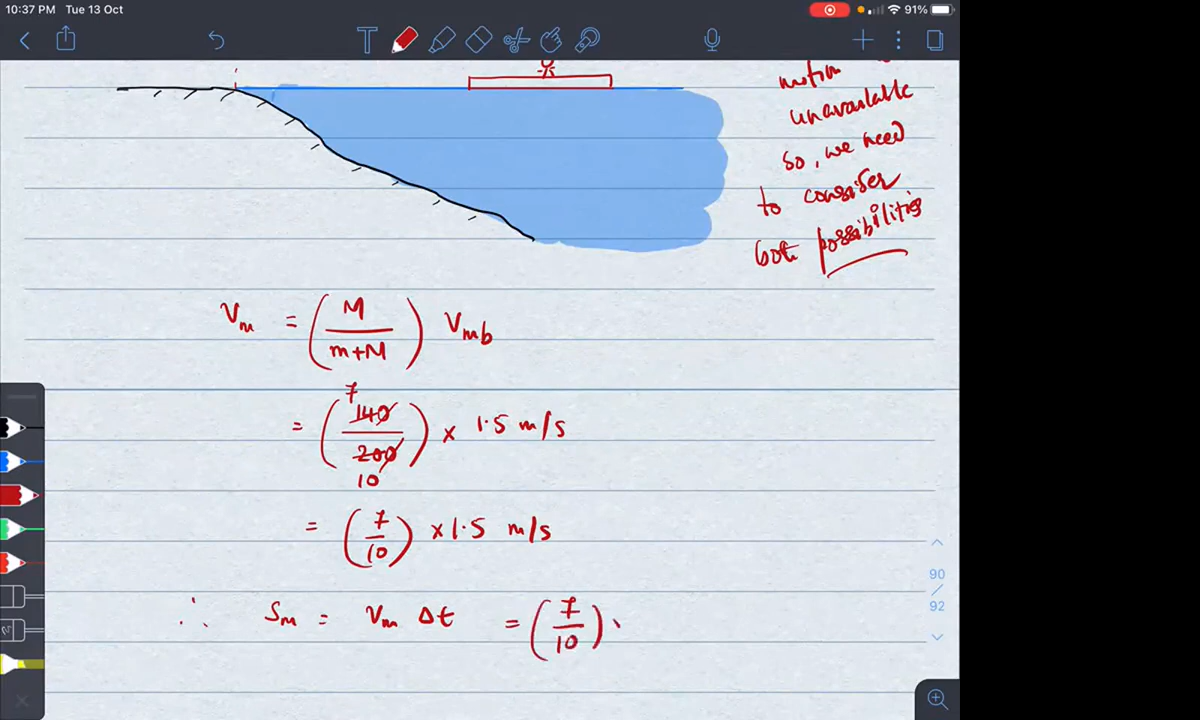 10:37 PM Tue 13 Oct 91%
motion
unavailable
so, we need
to consider
both possibilities
Vm = (M / m+M) Vmb
= (7 140 / 200 10) × 1.5 m/s
= (7/10) × 1.5 m/s
∴ Sm = Vm Δt = (7/10)
90
/
92